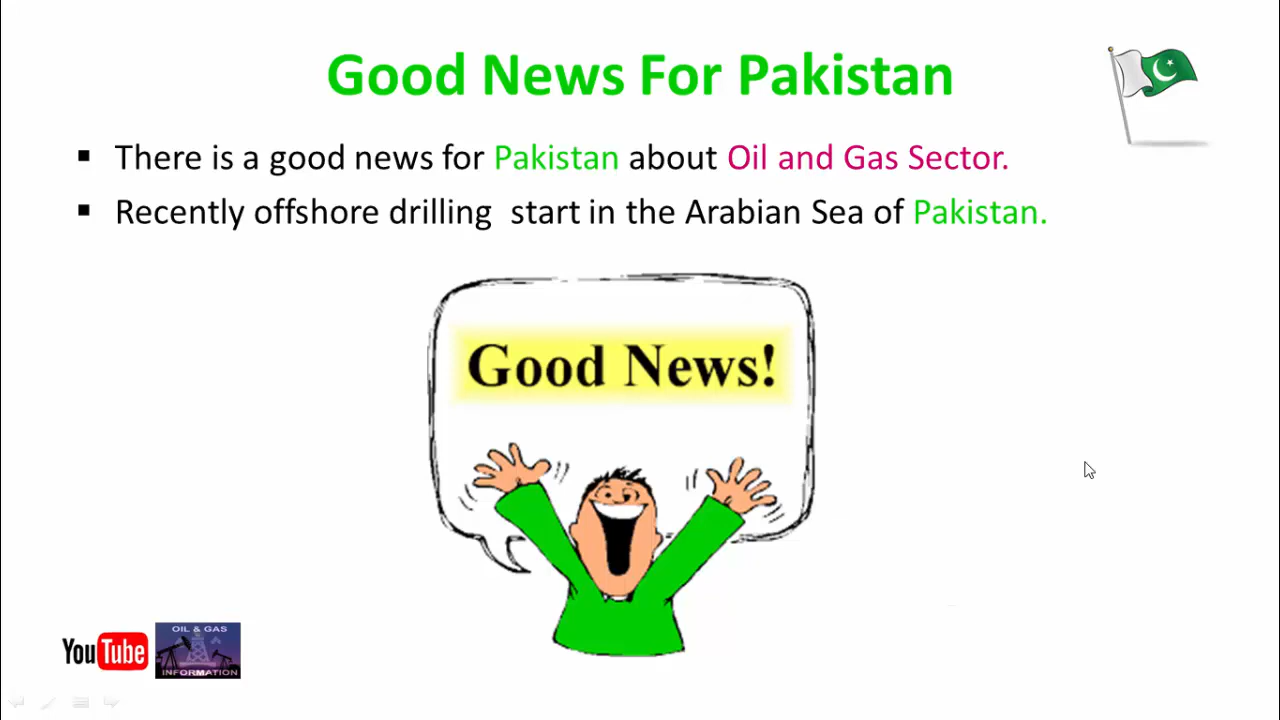 Good News For Pakistan
There is a good news for Pakistan about Oil and Gas Sector.
Recently offshore drilling start in the Arabian Sea of Pakistan.
Good News!
YouTube
OIL & GAS
INFORMATION